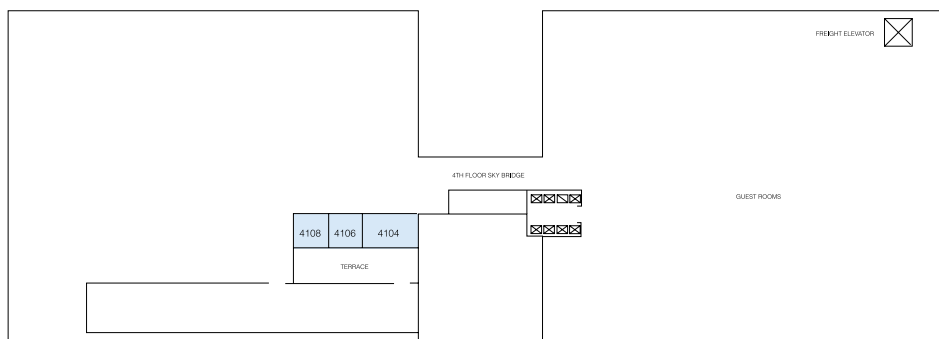 FREIGHT ELEVATOR
4TH FLOOR SKY BRIDGE
GUEST ROOMS
4108 4106 4104
TERRACE